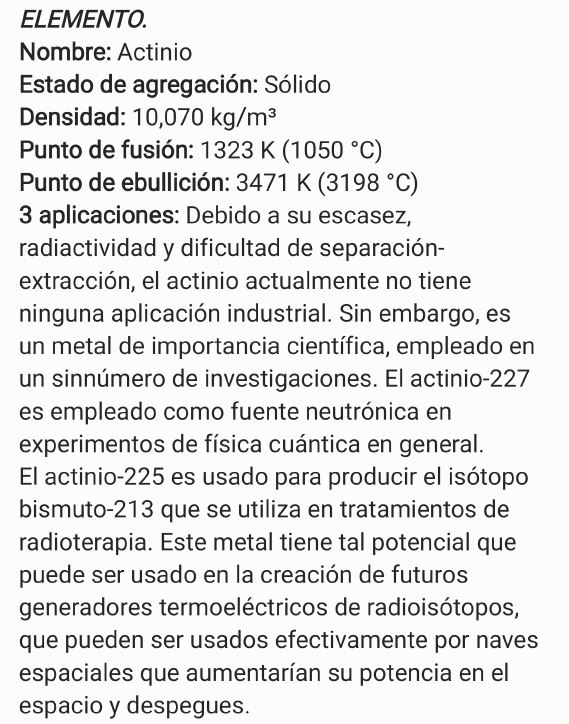 ELEMENTO.
Nombre: Actinio
Estado de agregación: Sólido
Densidad: 10,070 kg/m³
Punto de fusión: 1323 K (1050 °C)
Punto de ebullición: 3471 K (3198 °C)
3 aplicaciones: Debido a su escasez,
radiactividad y dificultad de separación-
extracción, el actinio actualmente no tiene
ninguna aplicación industrial. Sin embargo, es
un metal de importancia científica, empleado en
un sinnúmero de investigaciones. El actinio-227
es empleado como fuente neutrónica en
experimentos de física cuántica en general.
El actinio-225 es usado para producir el isótopo
bismuto-213 que se utiliza en tratamientos de
radioterapia. Este metal tiene tal potencial que
puede ser usado en la creación de futuros
generadores termoeléctricos de radioisótopos,
que pueden ser usados efectivamente por naves
espaciales que aumentarían su potencia en el
espacio y despegues.